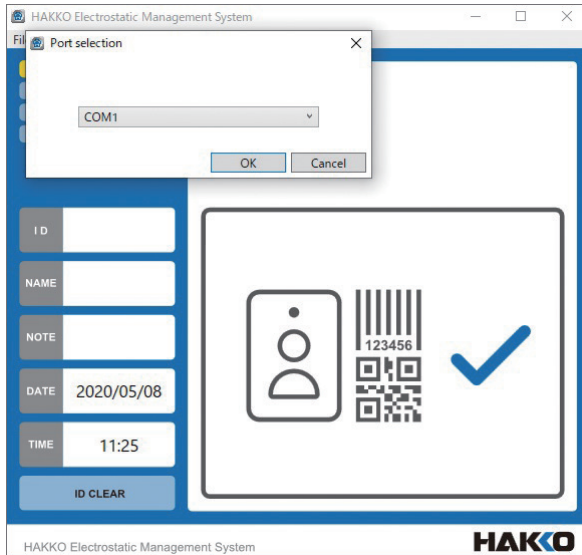 HAKKO Electrostatic Management System
Fil
Port selection
COM1
OK
Cancel
ID
NAME
NOTE
DATE 2020/05/08
TIME 11:25
ID CLEAR
123456
HAKKO Electrostatic Management System
HAKKO